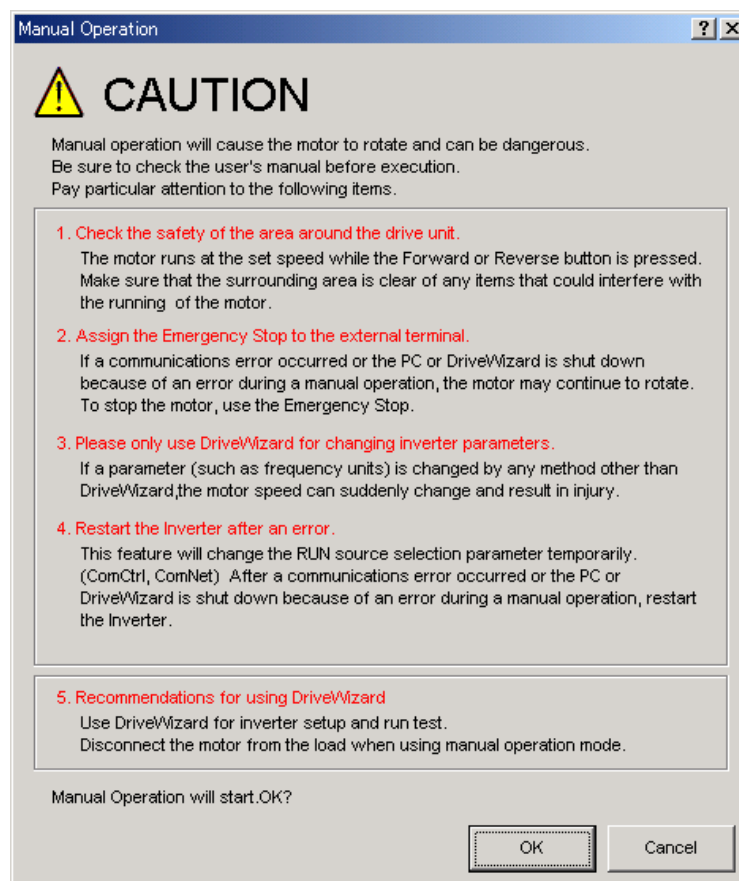 Manual Operation
CAUTION
Manual operation will cause the motor to rotate and can be dangerous.
Be sure to check the user's manual before execution.
Pay particular attention to the following items.
1. Check the safety of the area around the drive unit.
The motor runs at the set speed while the Forward or Reverse button is pressed.
Make sure that the surrounding area is clear of any items that could interfere with
the running of the motor.
2. Assign the Emergency Stop to the external terminal.
If a communications error occurred or the PC or DriveWizard is shut down
because of an error during a manual operation, the motor may continue to rotate.
To stop the motor, use the Emergency Stop.
3. Please only use DriveWizard for changing inverter parameters.
If a parameter (such as frequency units) is changed by any method other than
DriveWizard,the motor speed can suddenly change and result in injury.
4. Restart the Inverter after an error.
This feature will change the RUN source selection parameter temporarily.
(ComCtrl, ComNet) After a communications error occurred or the PC or
DriveWizard is shut down because of an error during a manual operation, restart
the Inverter.
5. Recommendations for using DriveWizard
Use DriveWizard for inverter setup and run test.
Disconnect the motor from the load when using manual operation mode.
Manual Operation will start.OK?
OK
Cancel